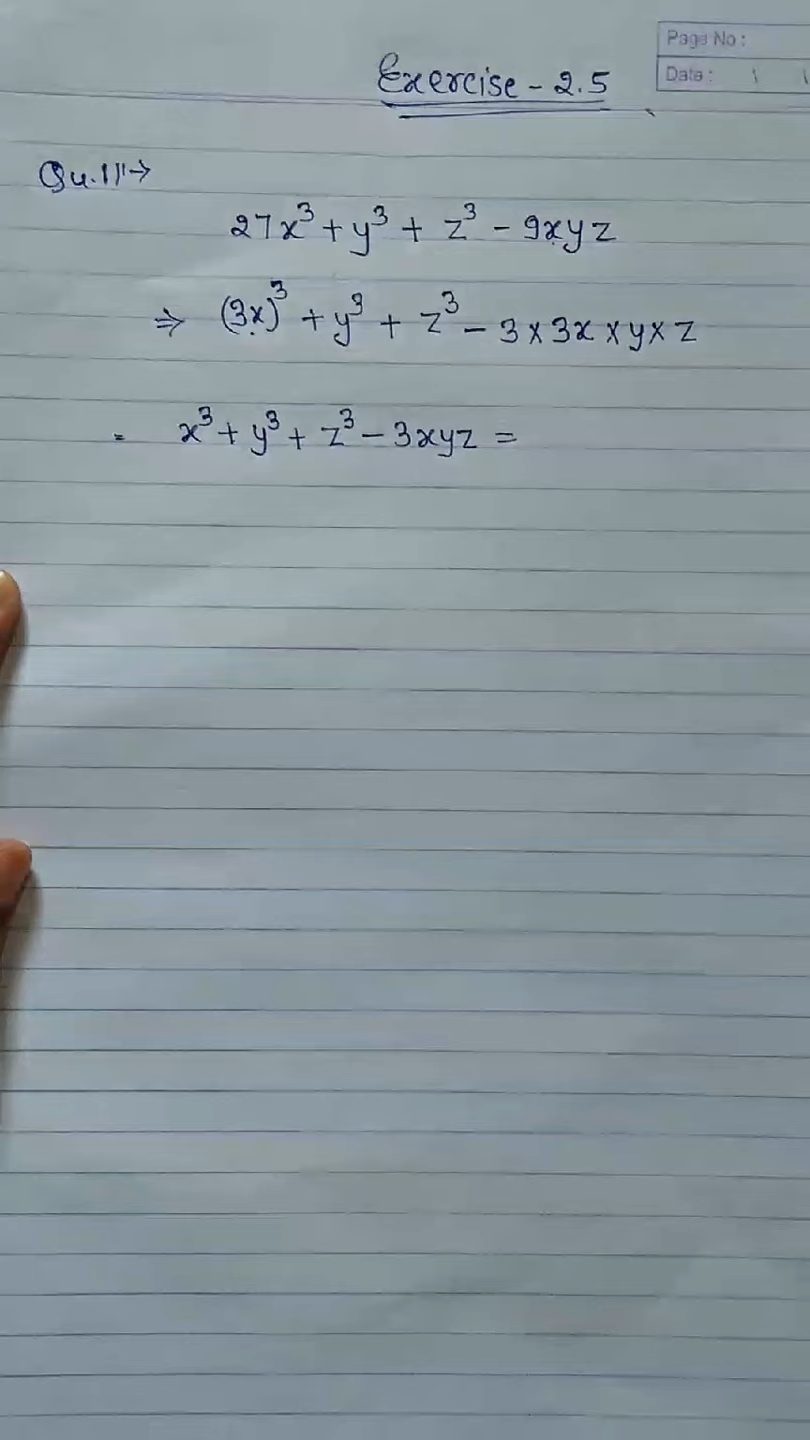 Page No :
Date :
Exercise - 2.5
Qu.11→
27x³ + y³ + z³ - 9xyz
⇒ (3x)³ + y³ + z³ - 3 × 3x × y × z
= x³ + y³ + z³ - 3xyz =